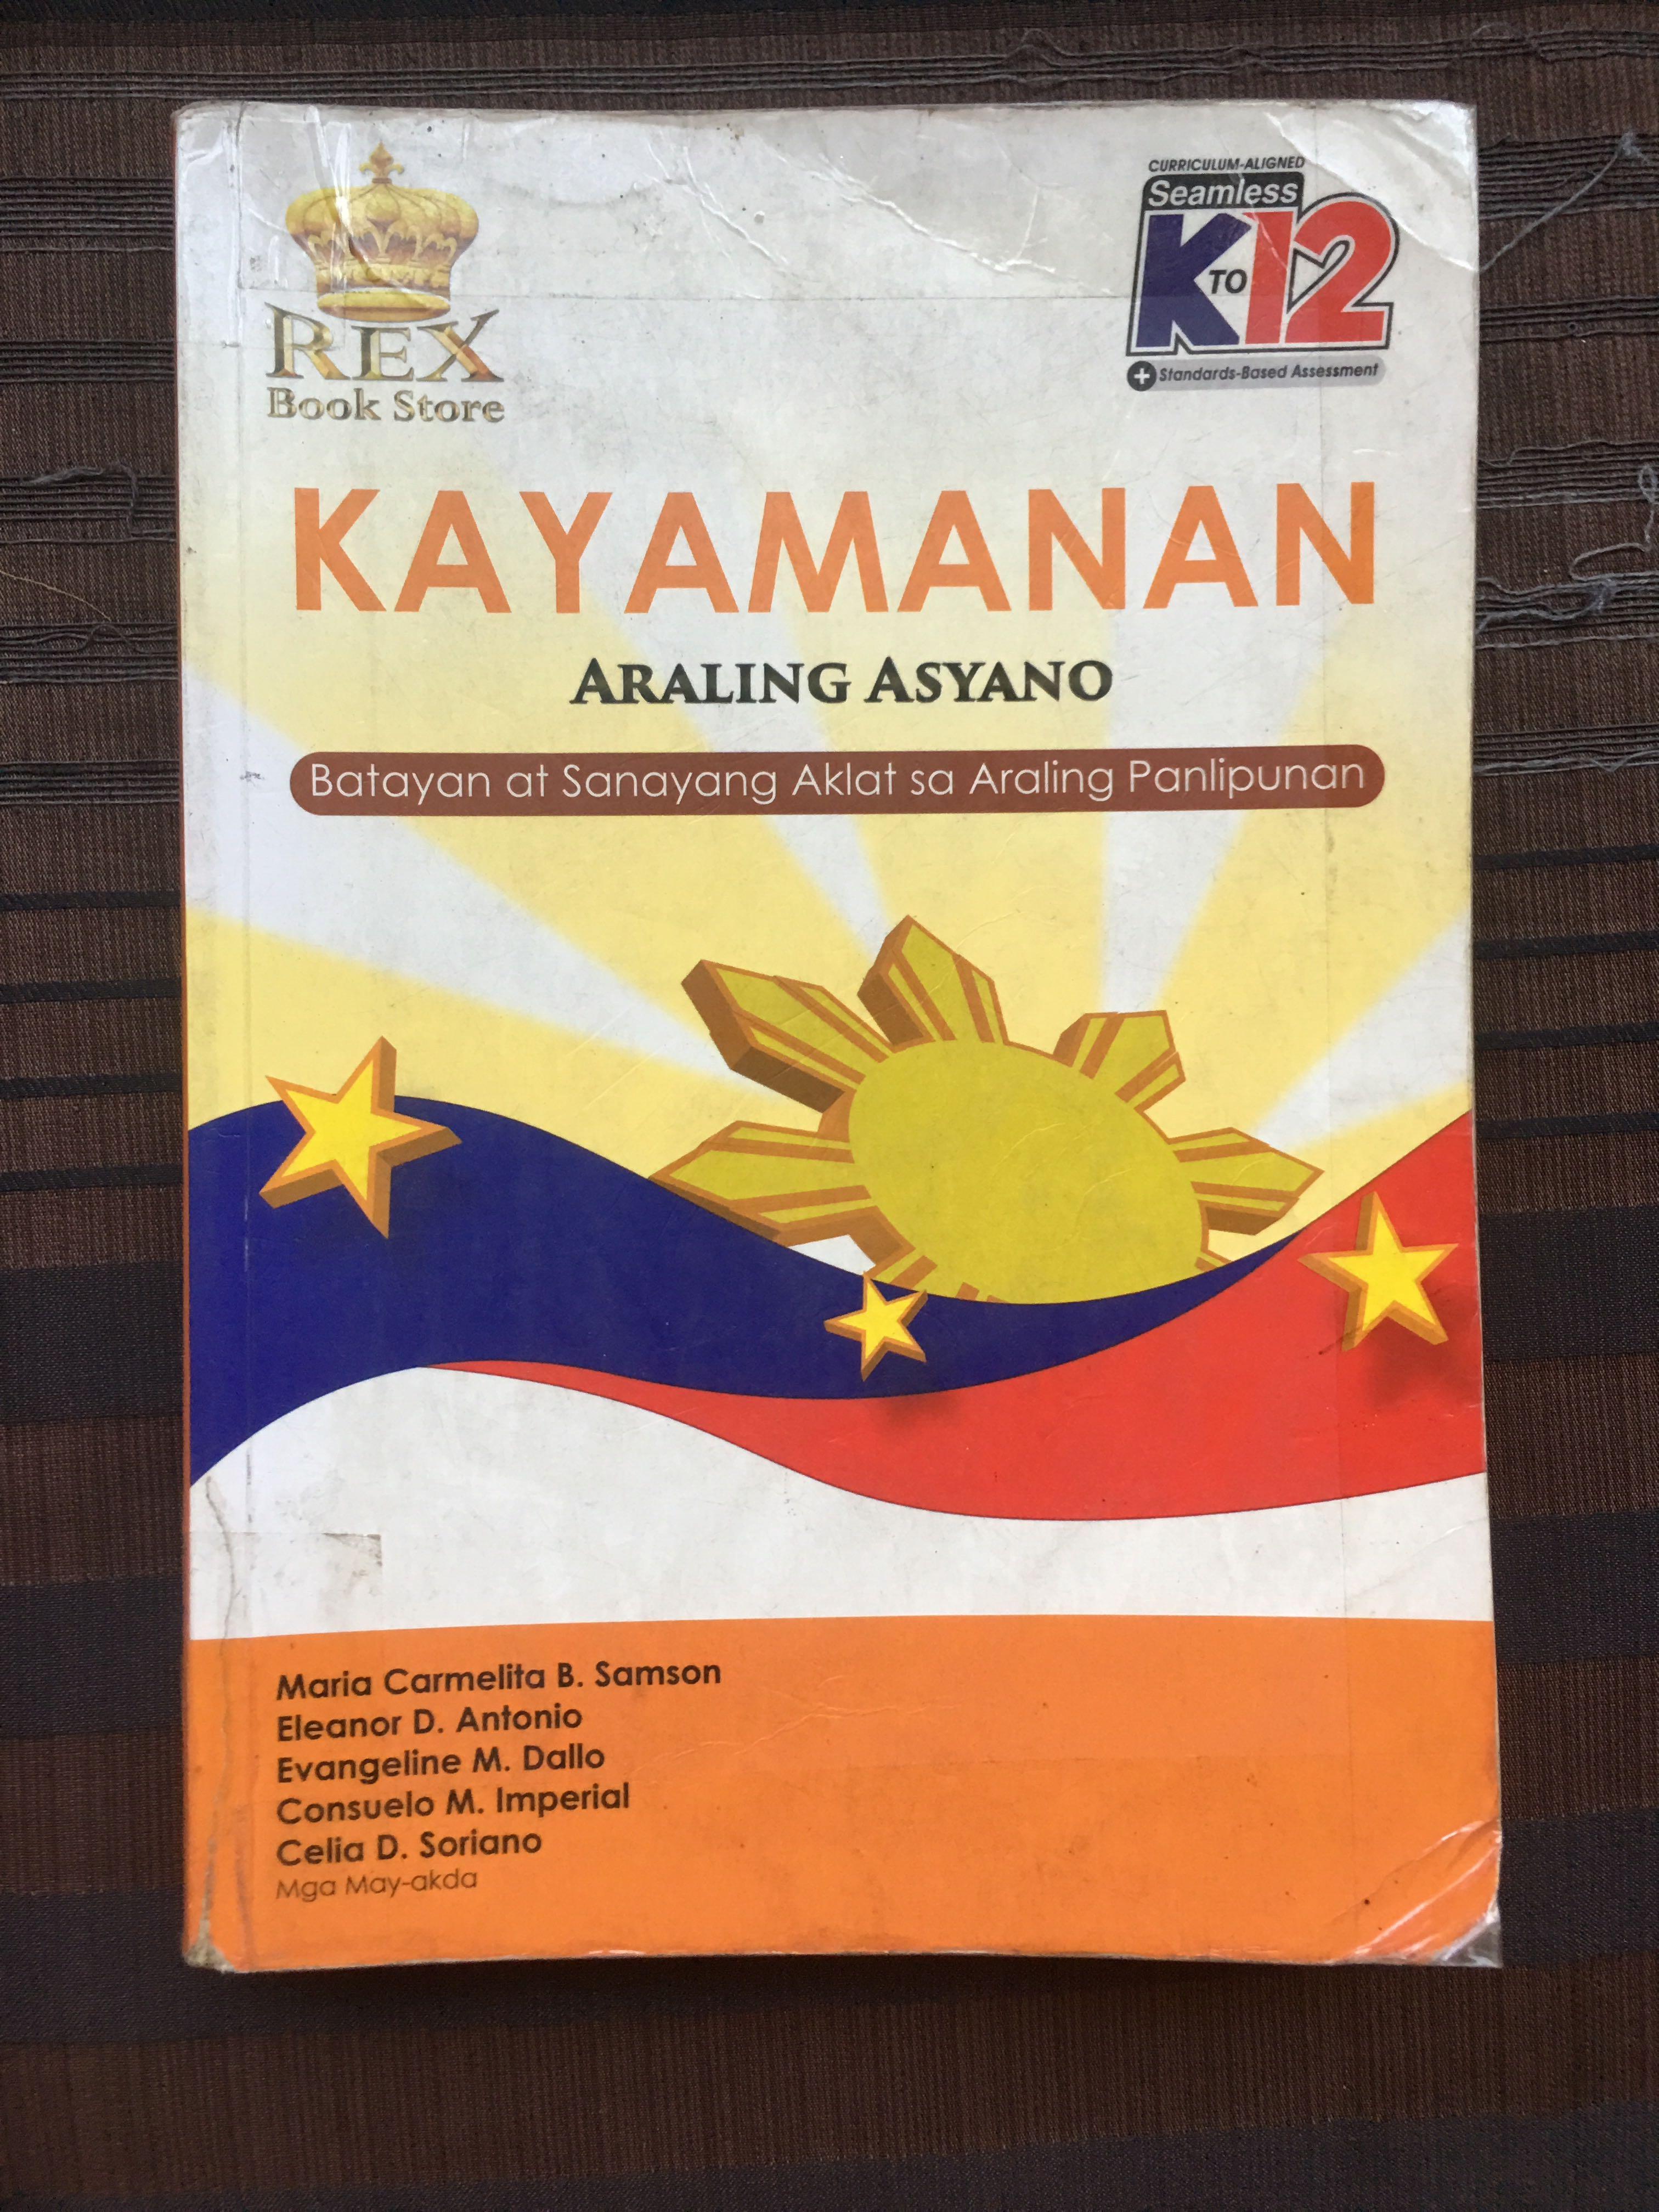 REX
Book Store
CURRICULUM-ALIGNED
Seamless
K TO 12
+ Standards-Based Assessment
KAYAMANAN
ARALING ASYANO
Batayan at Sanayang Aklat sa Araling Panlipunan
Maria Carmelita B. Samson
Eleanor D. Antonio
Evangeline M. Dallo
Consuelo M. Imperial
Celia D. Soriano
Mga May-akda